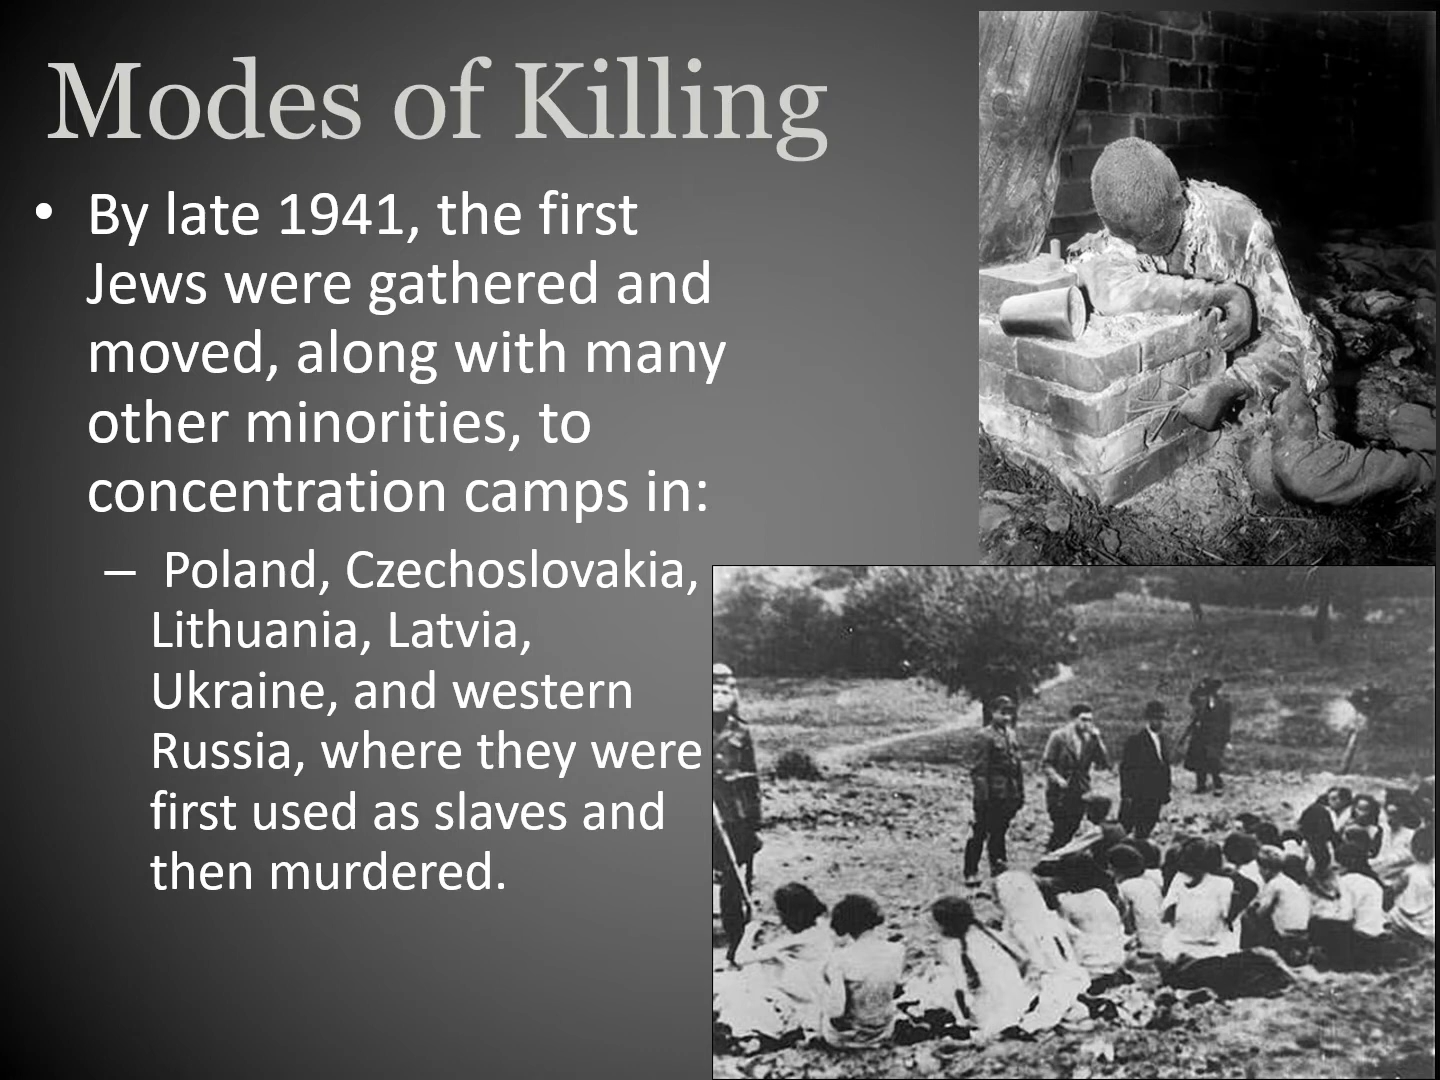 Modes of Killing
• By late 1941, the first
Jews were gathered and
moved, along with many
other minorities, to
concentration camps in:
– Poland, Czechoslovakia,
Lithuania, Latvia,
Ukraine, and western
Russia, where they were
first used as slaves and
then murdered.